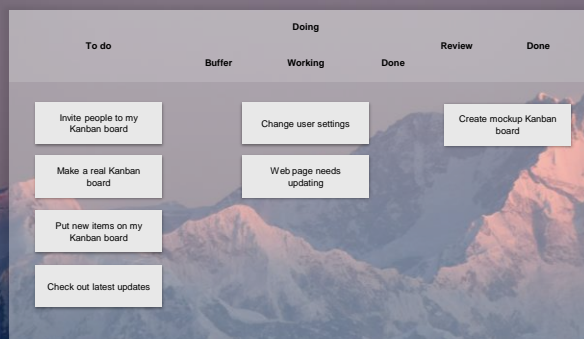 Doing
To do
Review
Done
Buffer
Working
Done
Invite people to my
Kanban board
Make a real Kanban
board
Put new items on my
Kanban board
Check out latest updates
Change user settings
Web page needs
updating
Create mockup Kanban
board